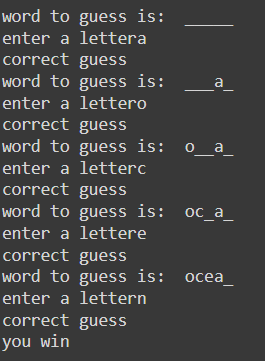 word to guess is:  _____
enter a lettera
correct guess
word to guess is:  ___a_
enter a lettero
correct guess
word to guess is:  o__a_
enter a letterc
correct guess
word to guess is:  oc_a_
enter a lettere
correct guess
word to guess is:  ocea_
enter a lettern
correct guess
you win